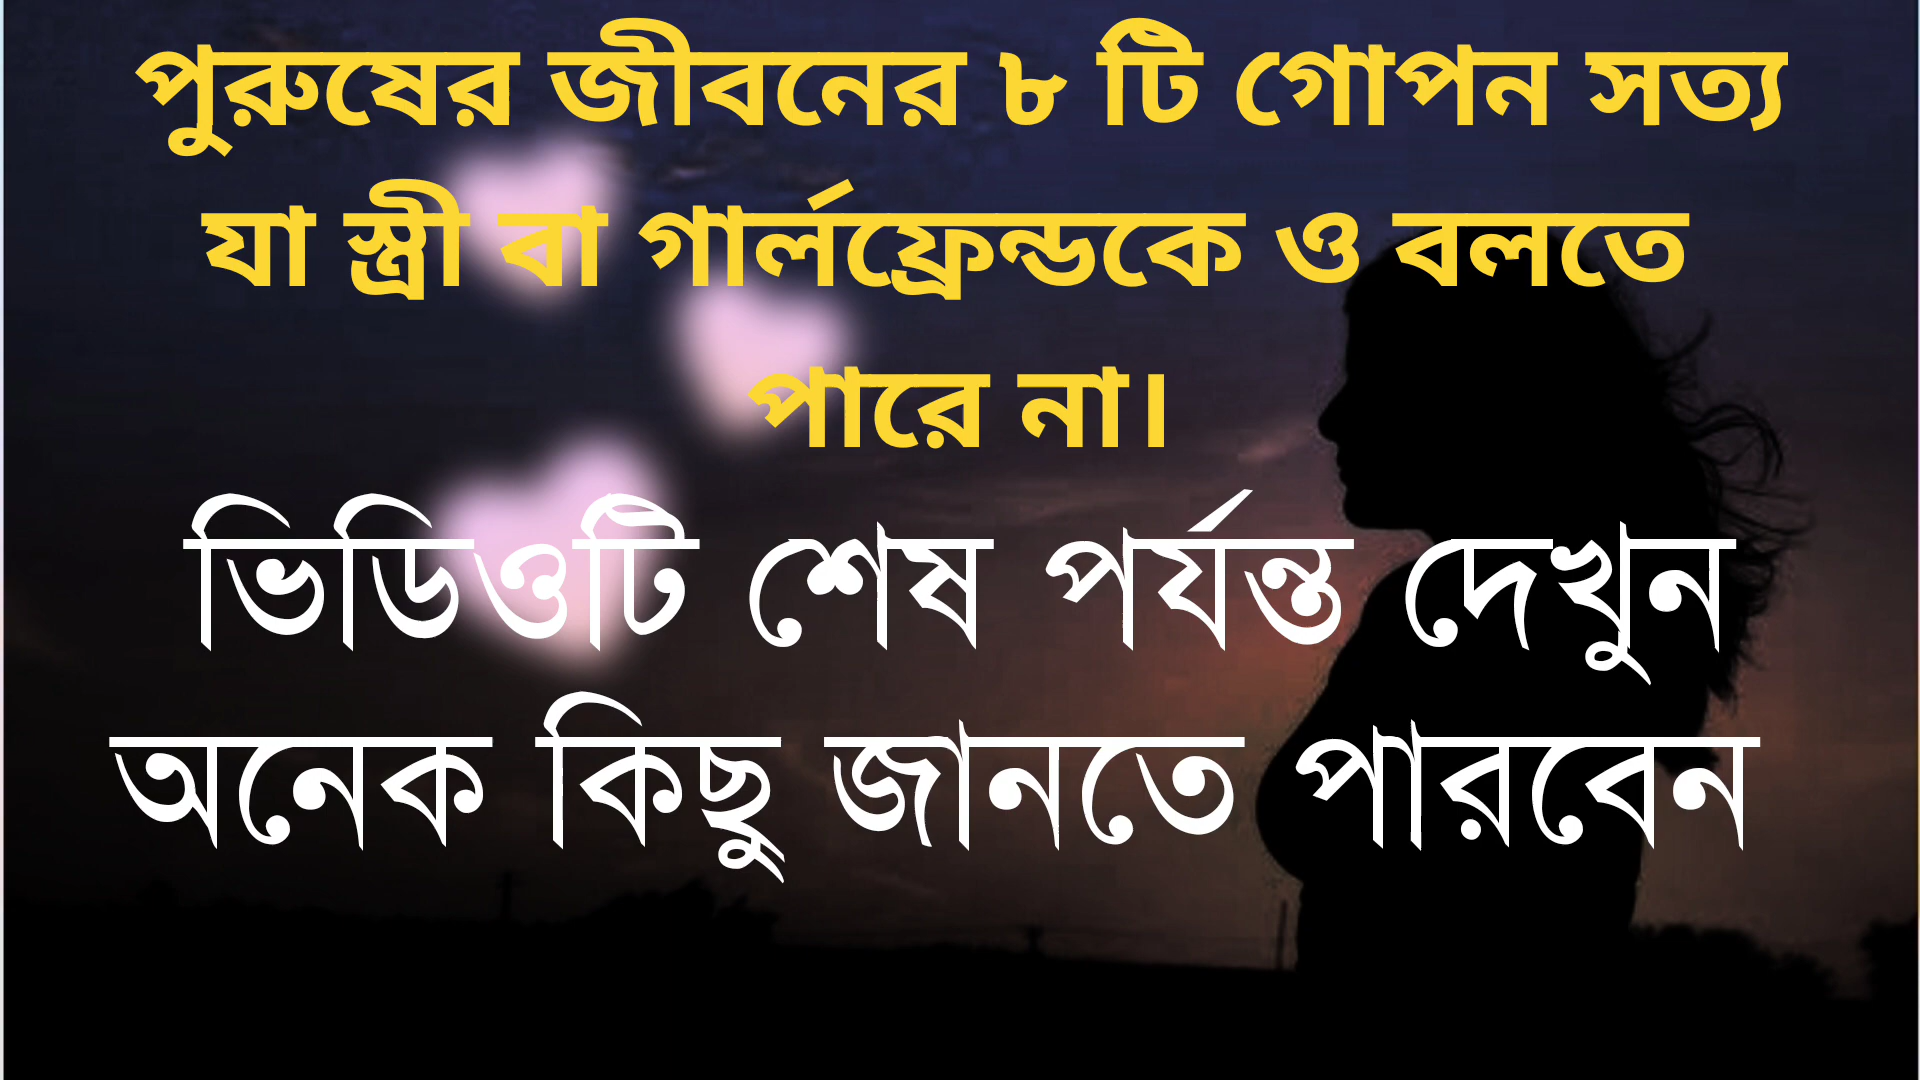 পুরুষের জীবনের ৮ টি গোপন সত্য
যা স্ত্রী বা গার্লফ্রেন্ডকে ও বলতে
পারে না।
ভিডিওটি শেষ পর্যন্ত দেখুন
অনেক কিছু জানতে পারবেন